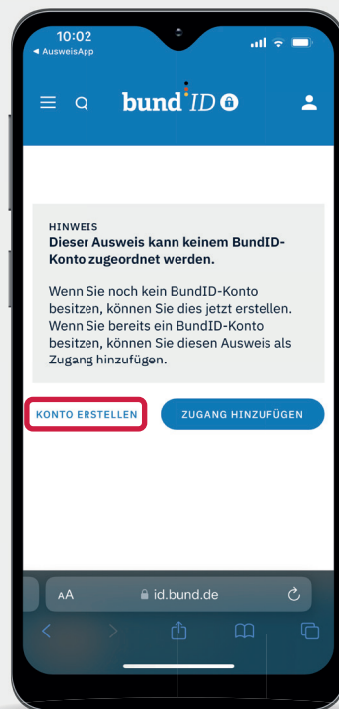 10:02
◀ AusweisApp
bundID
HINWEIS
Dieser Ausweis kann keinem BundID-
Konto zugeordnet werden.
Wenn Sie noch kein BundID-Konto
besitzen, können Sie dies jetzt erstellen.
Wenn Sie bereits ein BundID-Konto
besitzen, können Sie diesen Ausweis als
Zugang hinzufügen.
KONTO ERSTELLEN
ZUGANG HINZUFÜGEN
AA id.bund.de